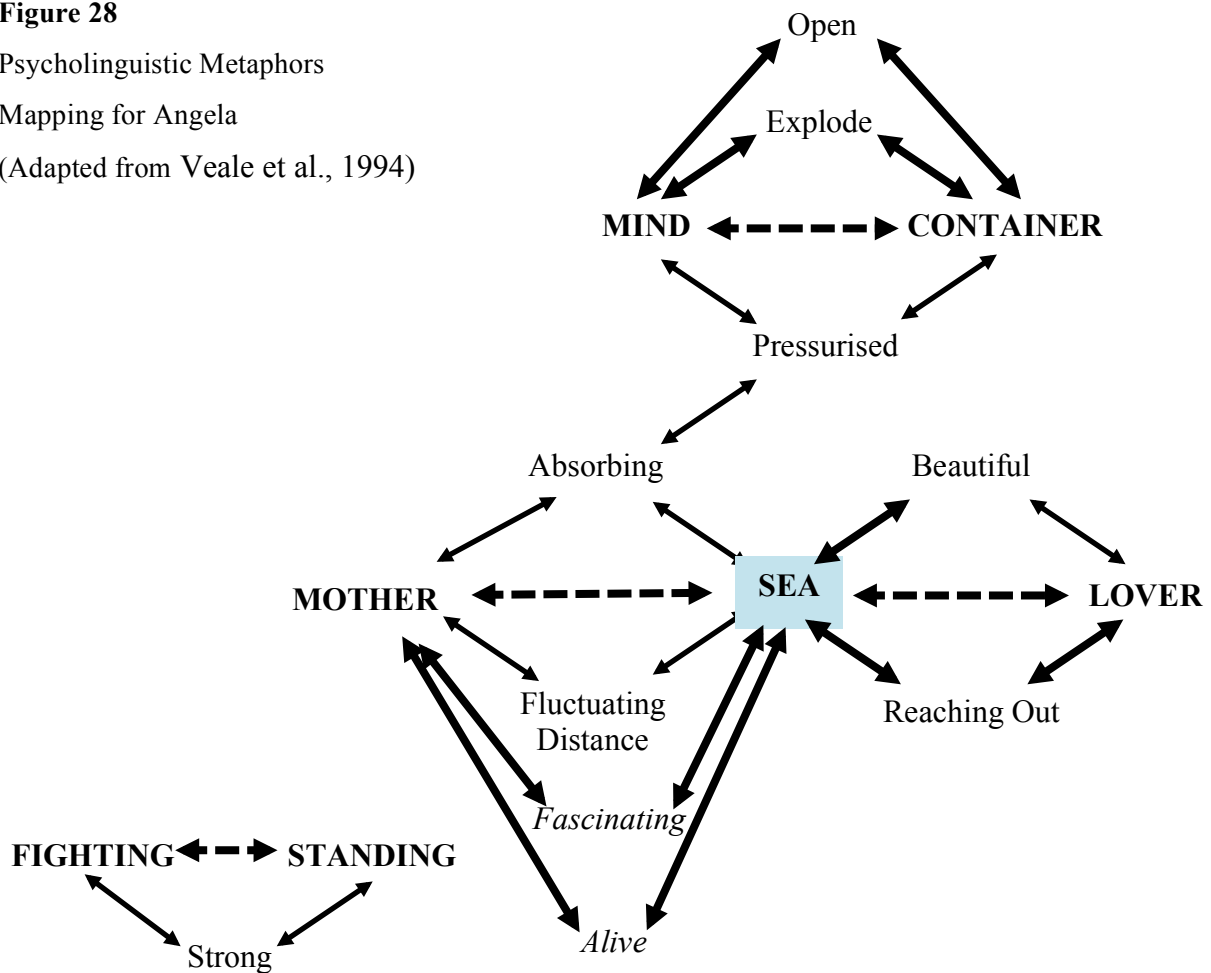 Figure 28
Psycholinguistic Metaphors
Mapping for Angela
(Adapted from Veale et al., 1994)
Open
Explode
MIND CONTAINER
Pressurised
Absorbing Beautiful
MOTHER SEA LOVER
Fluctuating
Distance
Reaching Out
Fascinating
FIGHTING STANDING
Alive
Strong